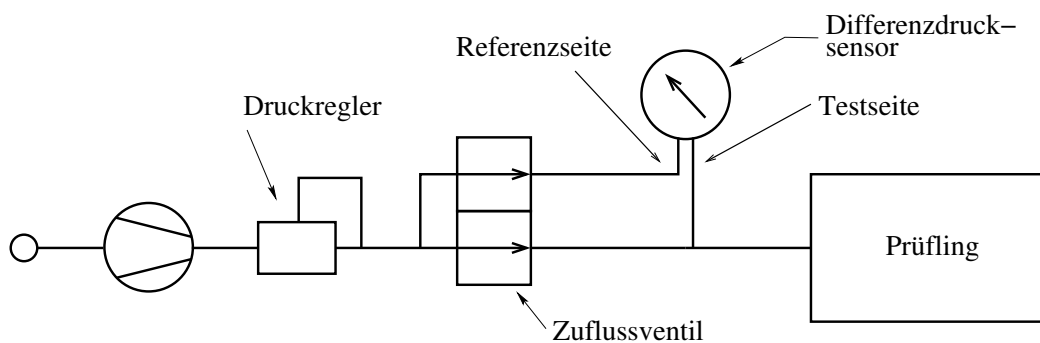 Differenzdruck−
sensor
Referenzseite
Druckregler
Testseite
Prüfling
Zuflussventil